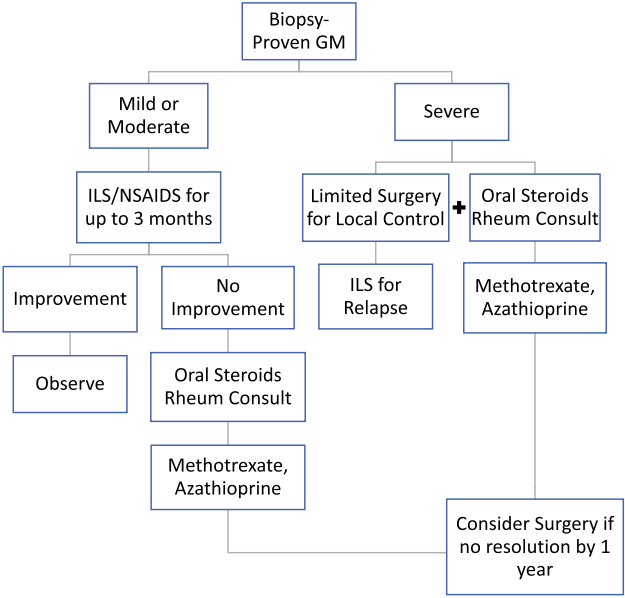 Biopsy-
Proven GM
Mild or
Moderate
Severe
ILS/NSAIDS for
up to 3 months
Limited Surgery
for Local Control
+
Oral Steroids
Rheum Consult
Improvement
No
Improvement
ILS for
Relapse
Methotrexate,
Azathioprine
Observe
Oral Steroids
Rheum Consult
Methotrexate,
Azathioprine
Consider Surgery if
no resolution by 1
year